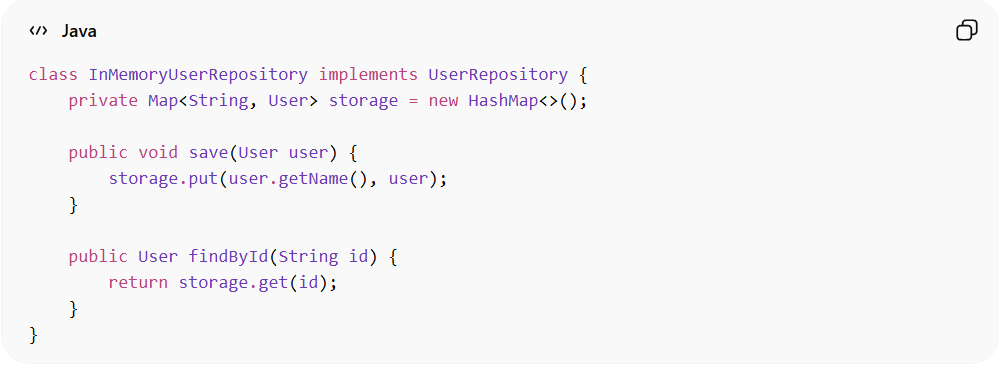 Java
class InMemoryUserRepository implements UserRepository {
    private Map<String, User> storage = new HashMap<>();
    public void save(User user) {
        storage.put(user.getName(), user);
    }
    public User findById(String id) {
        return storage.get(id);
    }
}